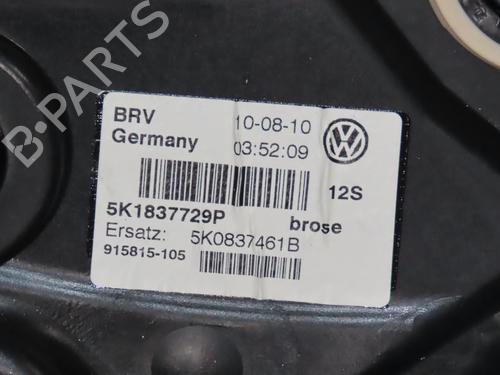 B-PARTS
BRV
10-08-10
Germany
03:52:09
12S
5K1837729P
brose
Ersatz: 5K0837461B
915815-105